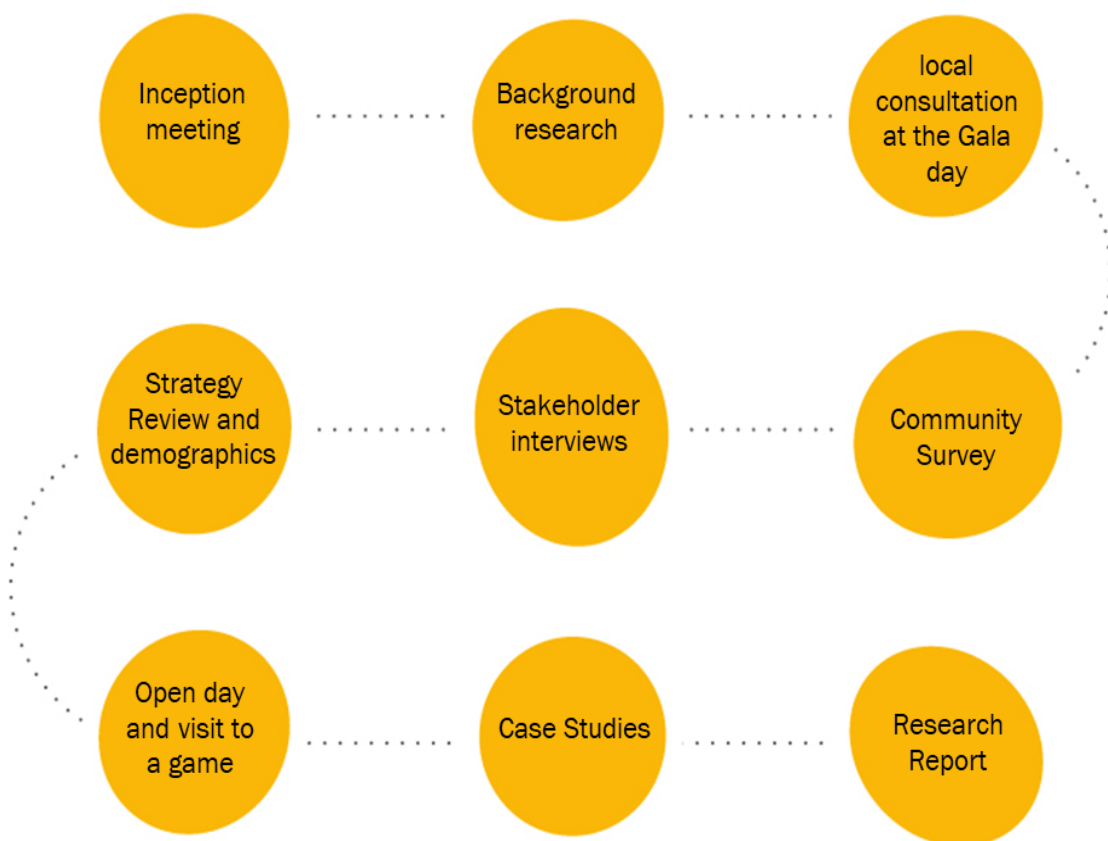 Inception
meeting
Background
research
local
consultation
at the Gala
day
Community
Survey
Stakeholder
interviews
Strategy
Review and
demographics
Open day
and visit to
a game
Case Studies
Research
Report